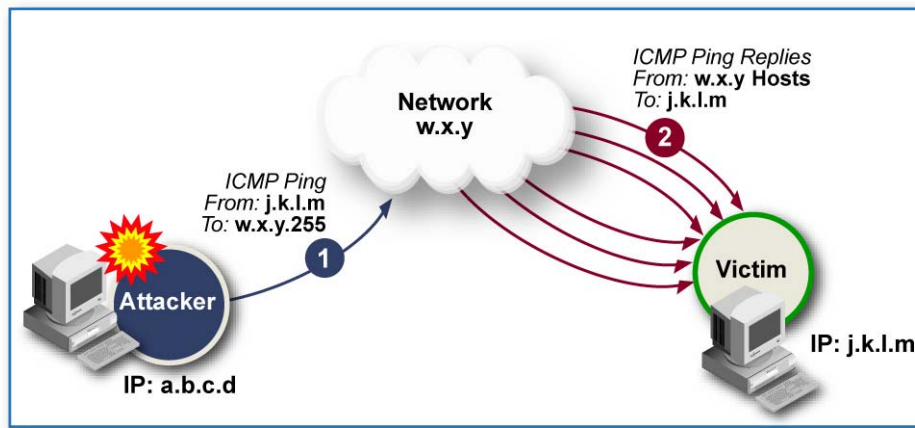 Network
w.x.y
ICMP Ping Replies
From: w.x.y Hosts
To: j.k.l.m
2
ICMP Ping
From: j.k.l.m
To: w.x.y.255
1
Attacker
IP: a.b.c.d
Victim
IP: j.k.l.m